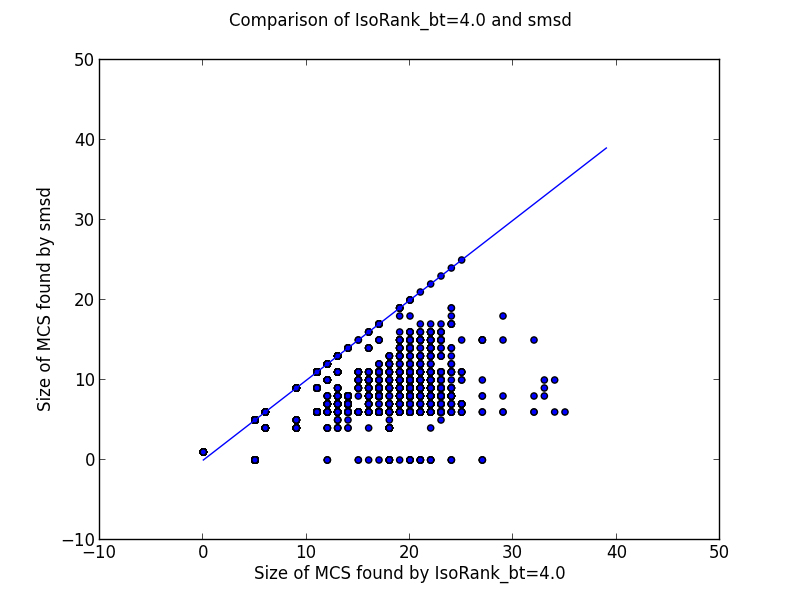 Comparison of IsoRank_bt=4.0 and smsd
50
40
30
20
10
0
−10
Size of MCS found by smsd
−10 0 10 20 30 40 50
Size of MCS found by IsoRank_bt=4.0